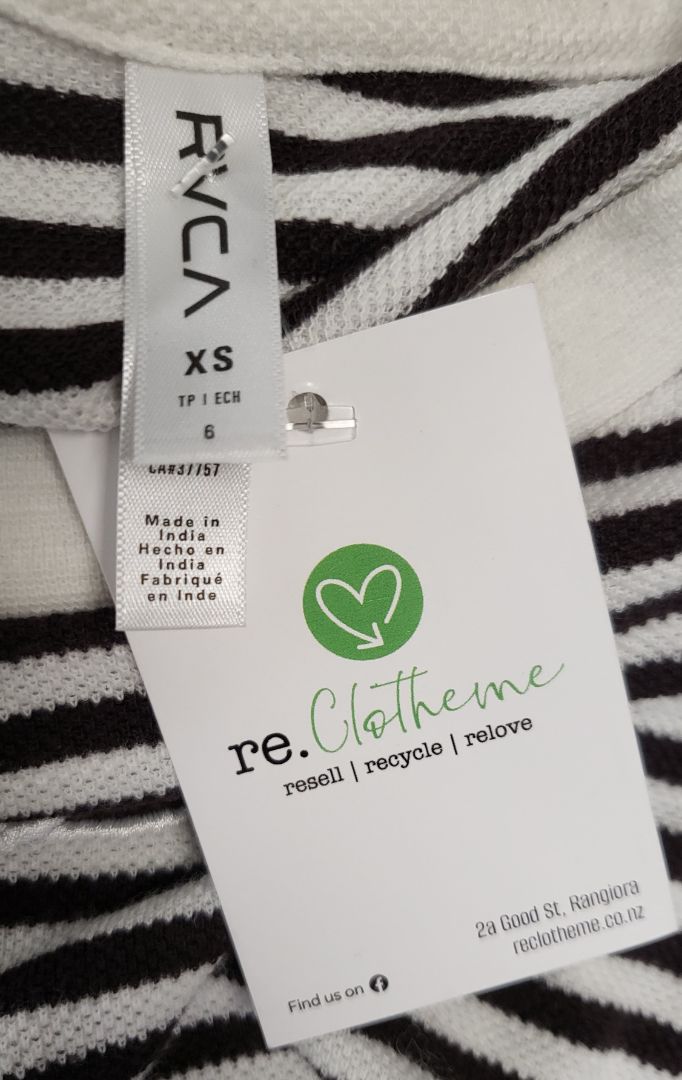 RVCA
XS
TP | ECH
6
CA#37757
Made in
India
Hecho en
India
Fabriqué
en Inde
re.Clotheme
resell | recycle | relove
2a Good St, Rangiora
reclotheme.co.nz
Find us on